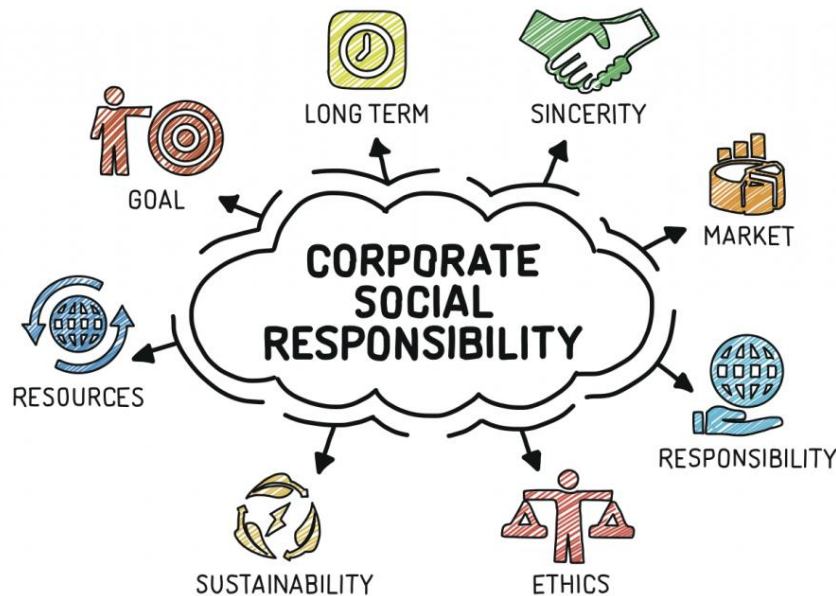 LONG TERM
SINCERITY
GOAL
MARKET
CORPORATE
SOCIAL
RESPONSIBILITY
RESOURCES
RESPONSIBILITY
SUSTAINABILITY
ETHICS